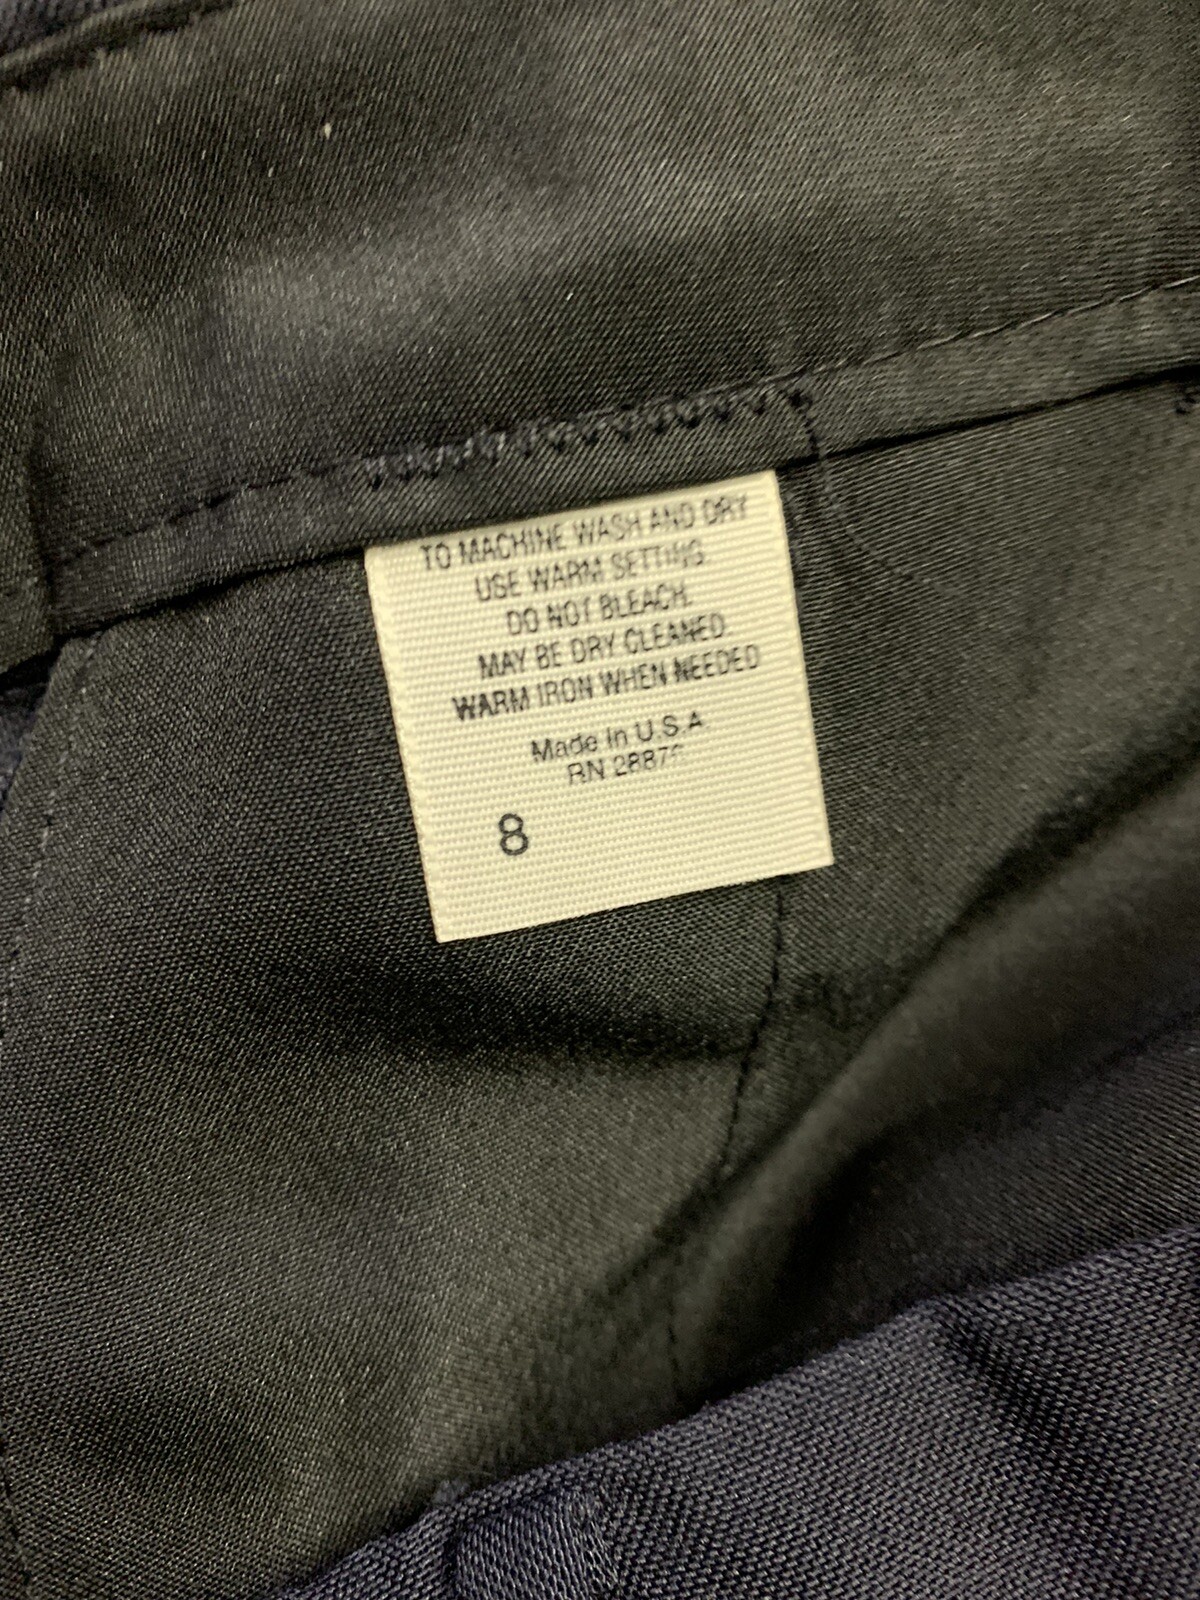 TO MACHINE WASH AND DRY
USE WARM SETTING.
DO NOT BLEACH.
MAY BE DRY CLEANED.
WARM IRON WHEN NEEDED
Made in U.S.A.
RN
8